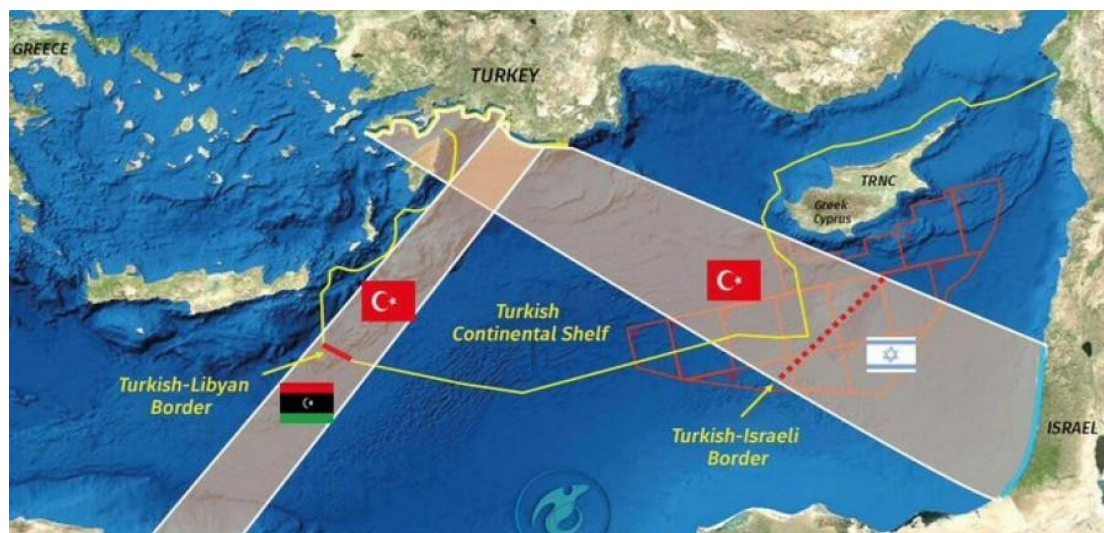 GREECE
TURKEY
TRNC
Greek
Cyprus
Turkish
Continental Shelf
Turkish-Libyan
Border
Turkish-Israeli
Border
ISRAEL